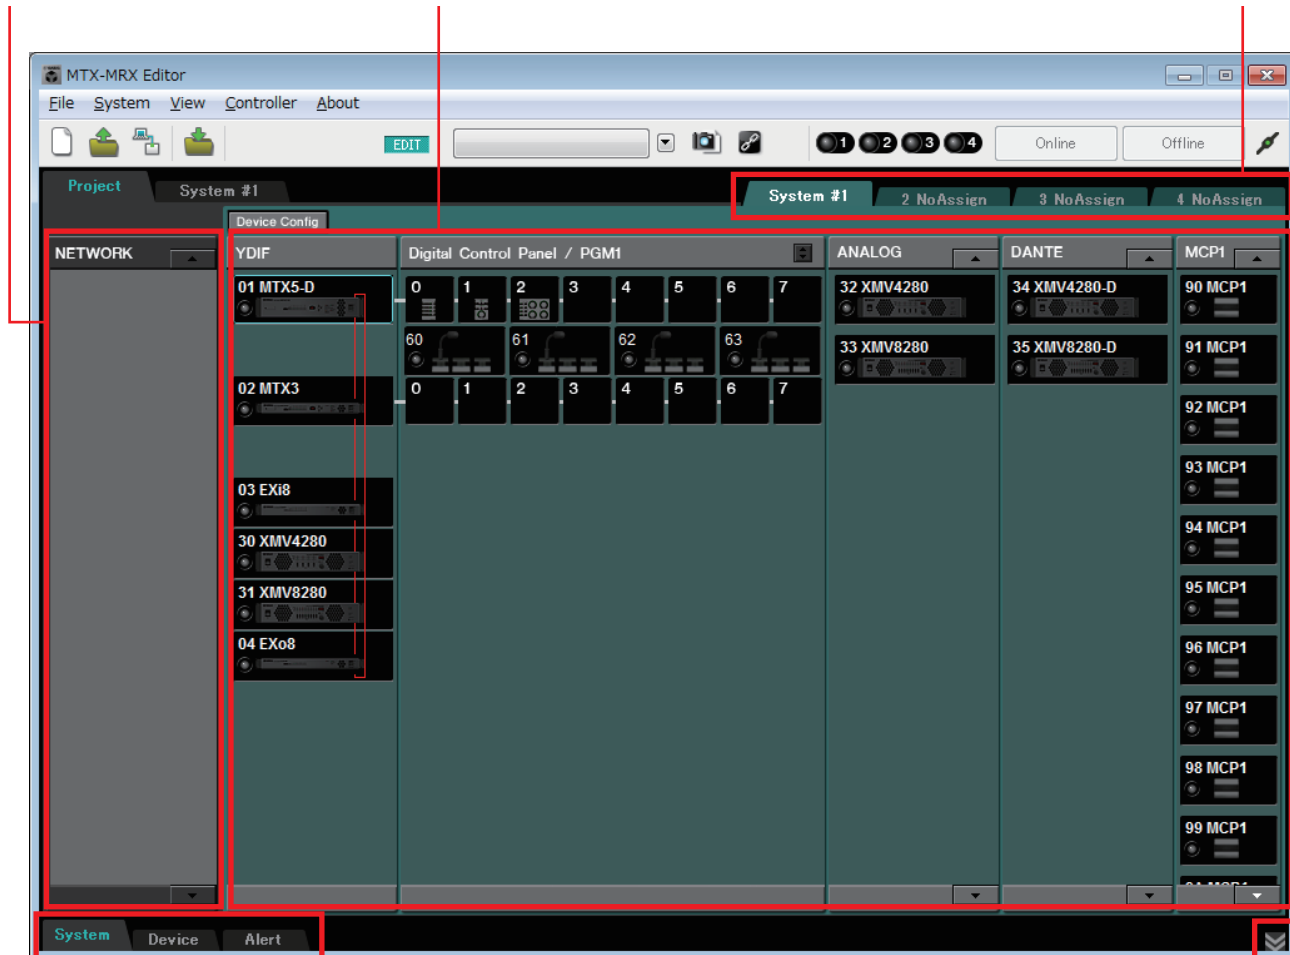 MTX-MRX Editor
File System View Controller About
EDIT 1 2 3 4 Online Offline
Project System #1
System #1 2 NoAssign 3 NoAssign 4 NoAssign
Device Config
NETWORK YDIF Digital Control Panel / PGM1 ANALOG DANTE MCP1
01 MTX5-D 0 1 2 3 4 5 6 7 32 XMV4280 34 XMV4280-D 90 MCP1
60 61 62 63 33 XMV8280 35 XMV8280-D 91 MCP1
02 MTX3 0 1 2 3 4 5 6 7
92 MCP1
93 MCP1
03 EXi8
94 MCP1
30 XMV4280
95 MCP1
31 XMV8280
04 EXo8 96 MCP1
97 MCP1
98 MCP1
99 MCP1
System Device Alert